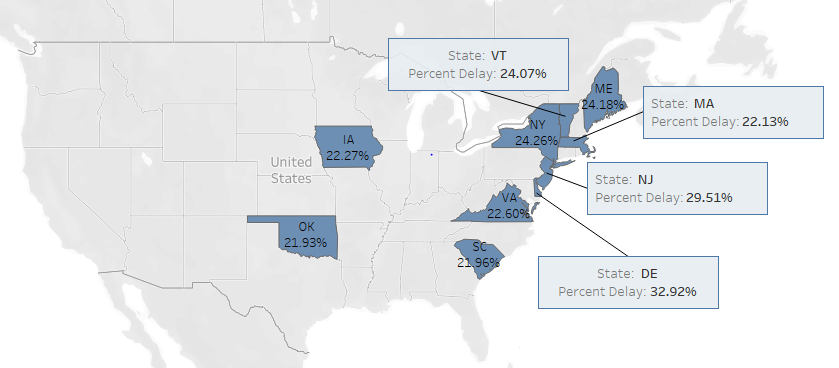 State: VT
Percent Delay: 24.07%
ME
24.18%
State: MA
Percent Delay: 22.13%
NY
24.26%
IA
22.27%
United
States
State: NJ
Percent Delay: 29.51%
VA
22.60%
OK
21.93%
SC
21.96%
State: DE
Percent Delay: 32.92%